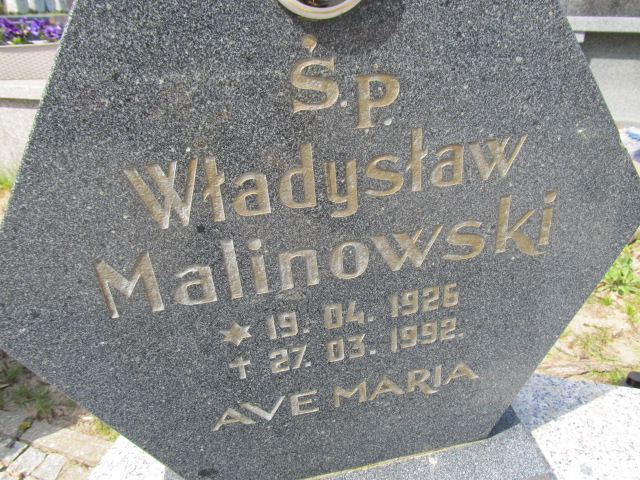 Ś.P.
Władysław
Malinowski
* 19. 04. 1926
+ 27. 03. 1992.
AVE MARIA